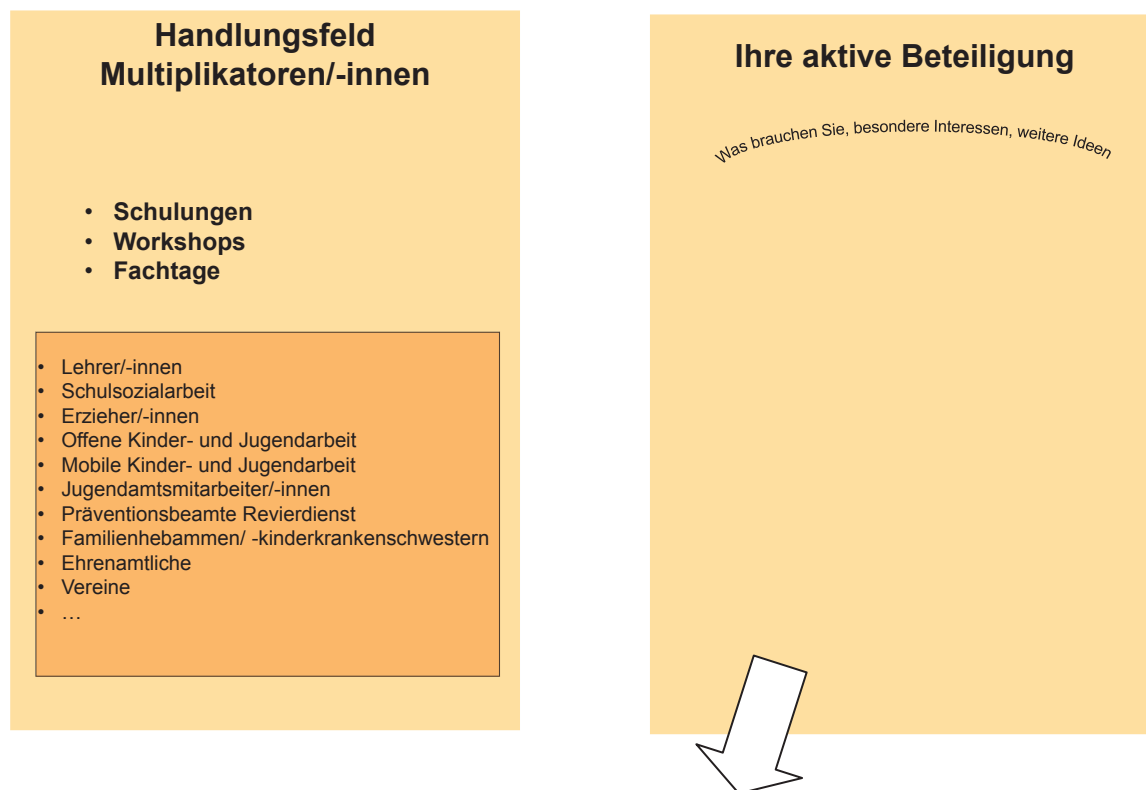 Handlungsfeld
Multiplikatoren/-innen
• Schulungen
• Workshops
• Fachtage
• Lehrer/-innen
• Schulsozialarbeit
• Erzieher/-innen
• Offene Kinder- und Jugendarbeit
• Mobile Kinder- und Jugendarbeit
• Jugendamtsmitarbeiter/-innen
• Präventionsbeamte Revierdienst
• Familienhebammen/ -kinderkrankenschwestern
• Ehrenamtliche
• Vereine
• …
Ihre aktive Beteiligung
Was brauchen Sie, besondere Interessen, weitere Ideen